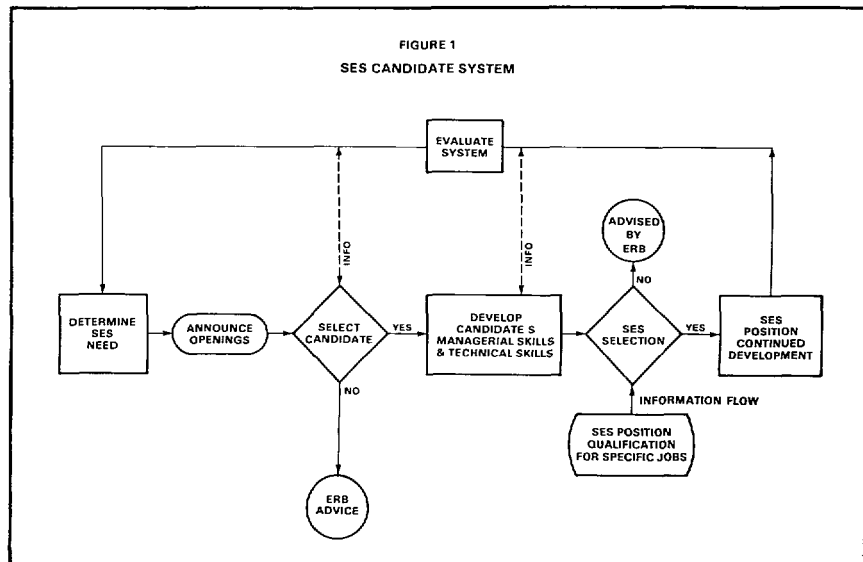 FIGURE 1
SES CANDIDATE SYSTEM
EVALUATE
SYSTEM
ADVISED
BY
ERB
INFO
INFO
NO
DETERMINE
SES
NEED
ANNOUNCE
OPENINGS
SELECT
CANDIDATE
YES
DEVELOP
CANDIDATE S
MANAGERIAL SKILLS
& TECHNICAL SKILLS
SES
SELECTION
YES
SES
POSITION
CONTINUED
DEVELOPMENT
NO
INFORMATION FLOW
SES POSITION
QUALIFICATION
FOR SPECIFIC JOBS
ERB
ADVICE